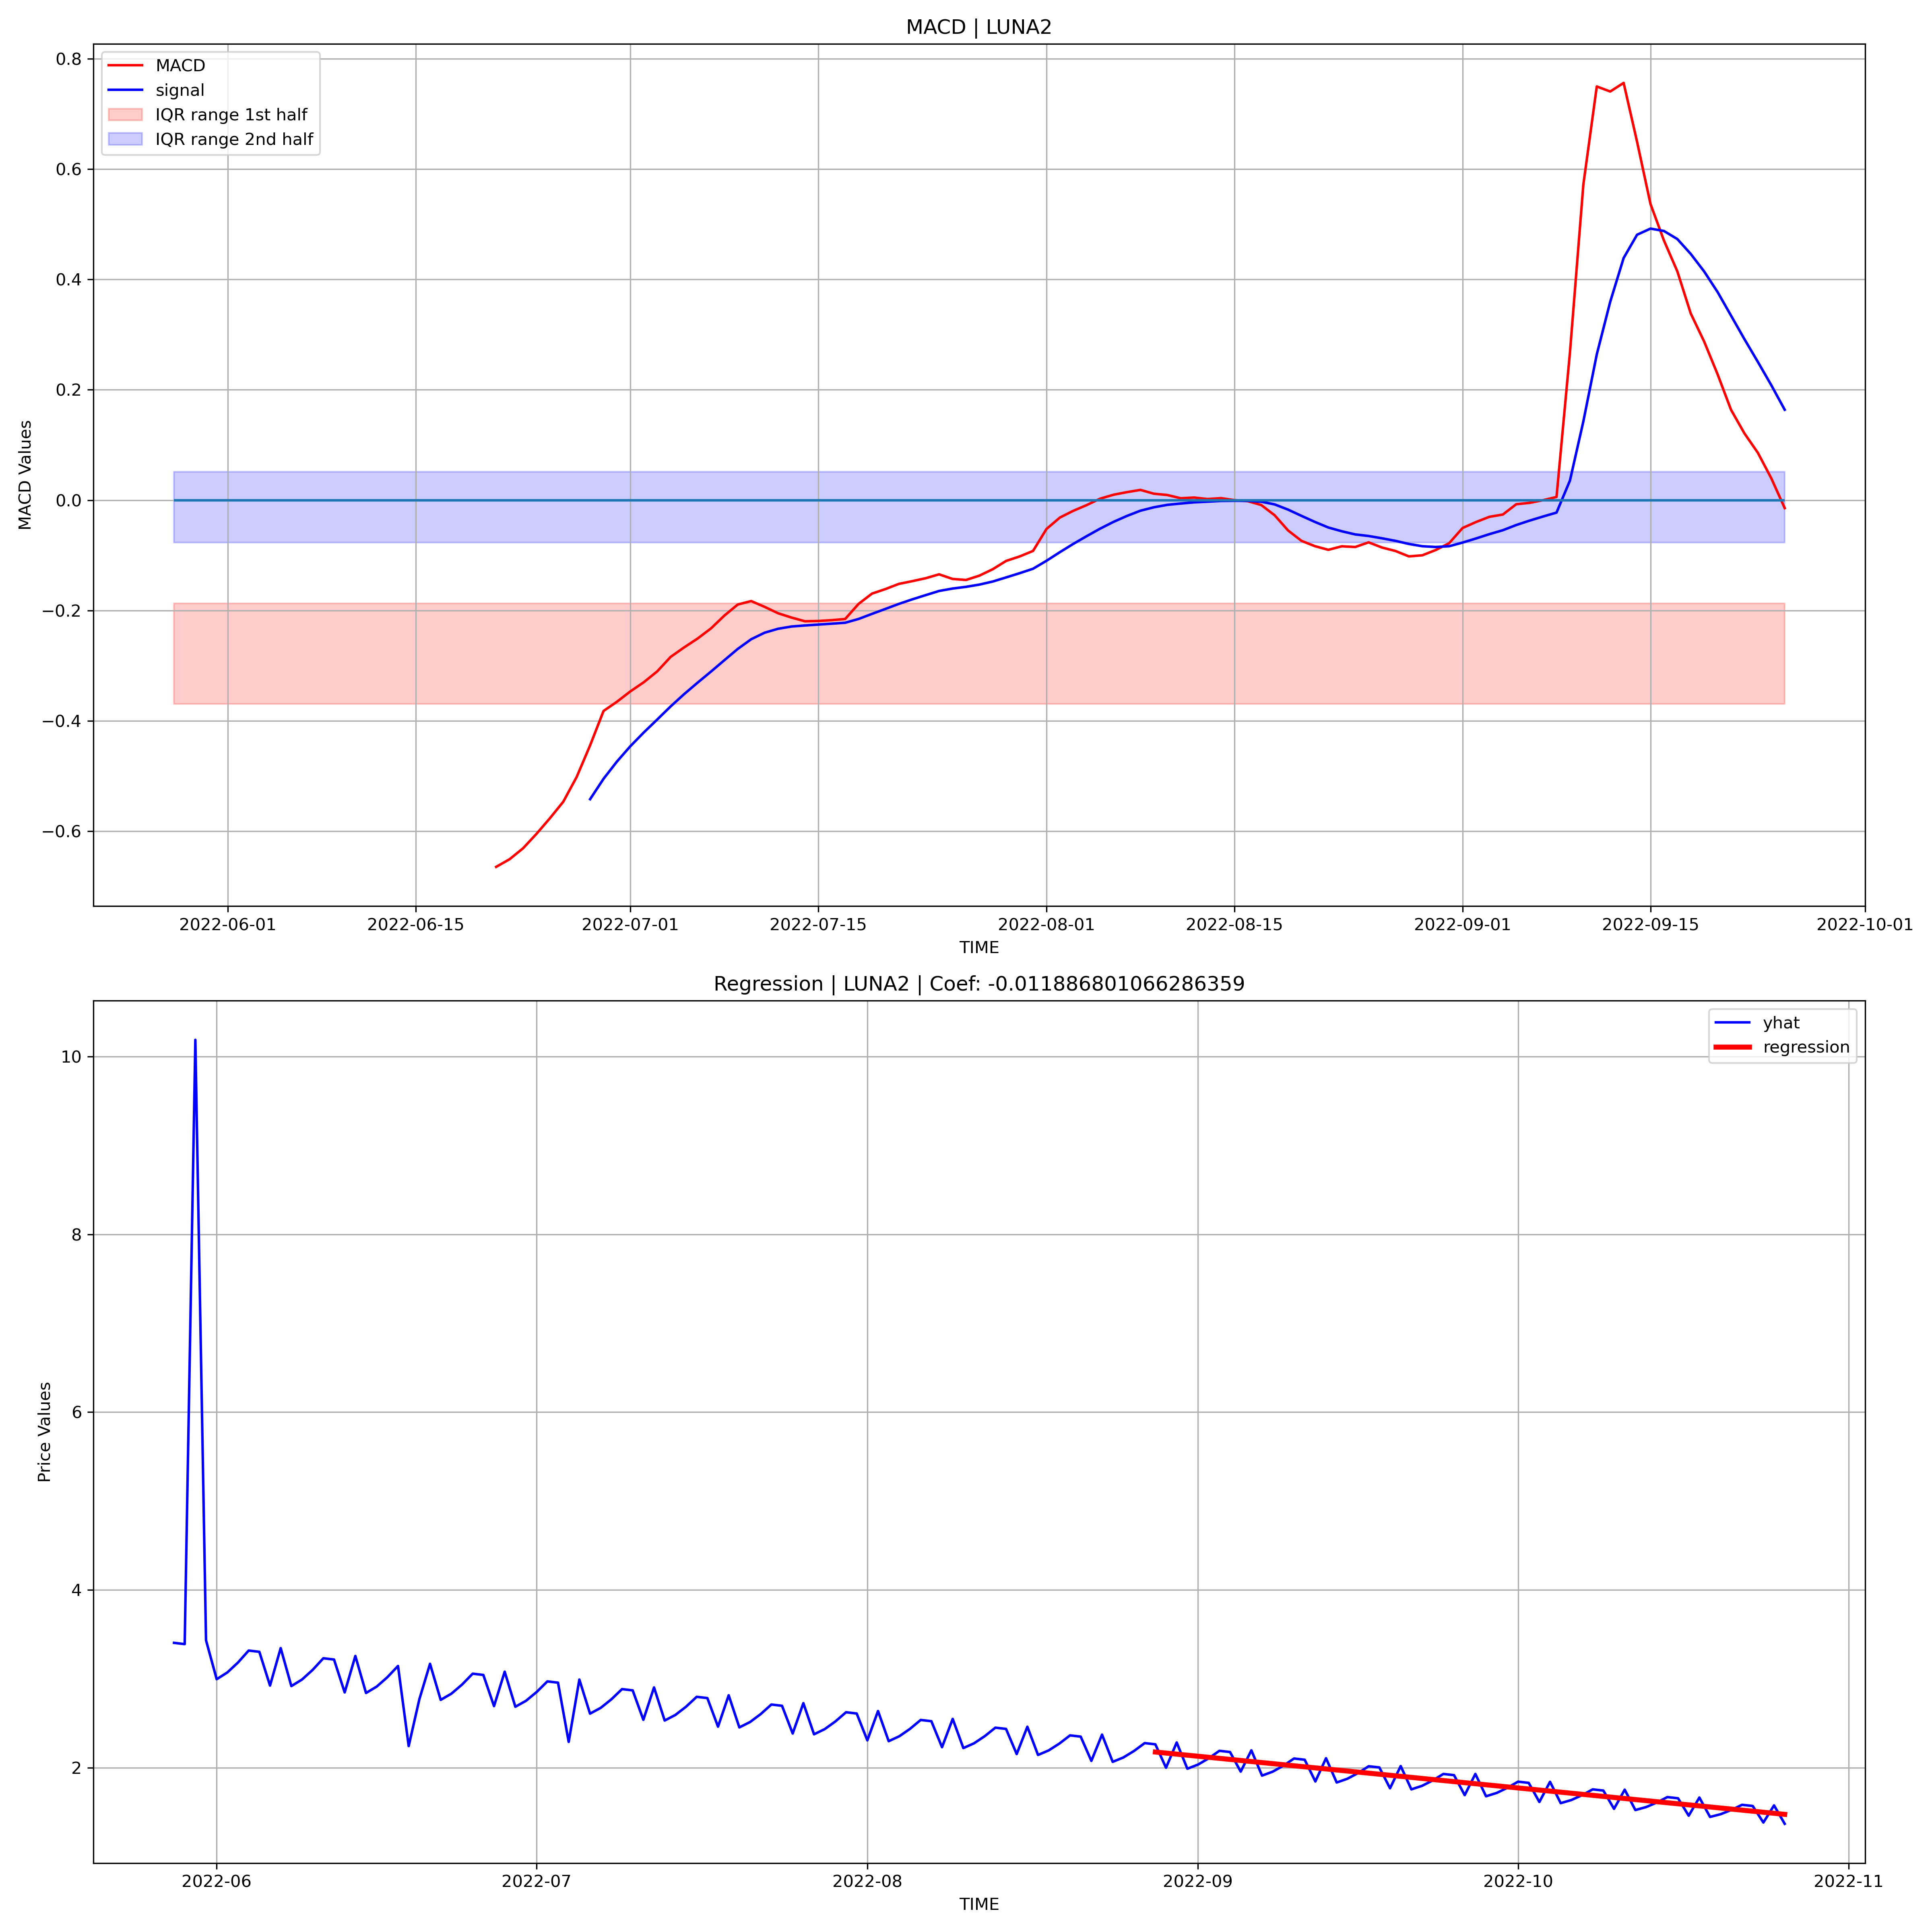 MACD | LUNA2
MACD
signal
IQR range 1st half
IQR range 2nd half
0.8
0.6
0.4
0.2
0.0
−0.2
−0.4
−0.6
MACD Values
2022-06-01
2022-06-15
2022-07-01
2022-07-15
2022-08-01
2022-08-15
2022-09-01
2022-09-15
2022-10-01
TIME
Regression | LUNA2 | Coef: -0.011886801066286359
yhat
regression
10
8
6
4
2
Price Values
2022-06
2022-07
2022-08
2022-09
2022-10
2022-11
TIME